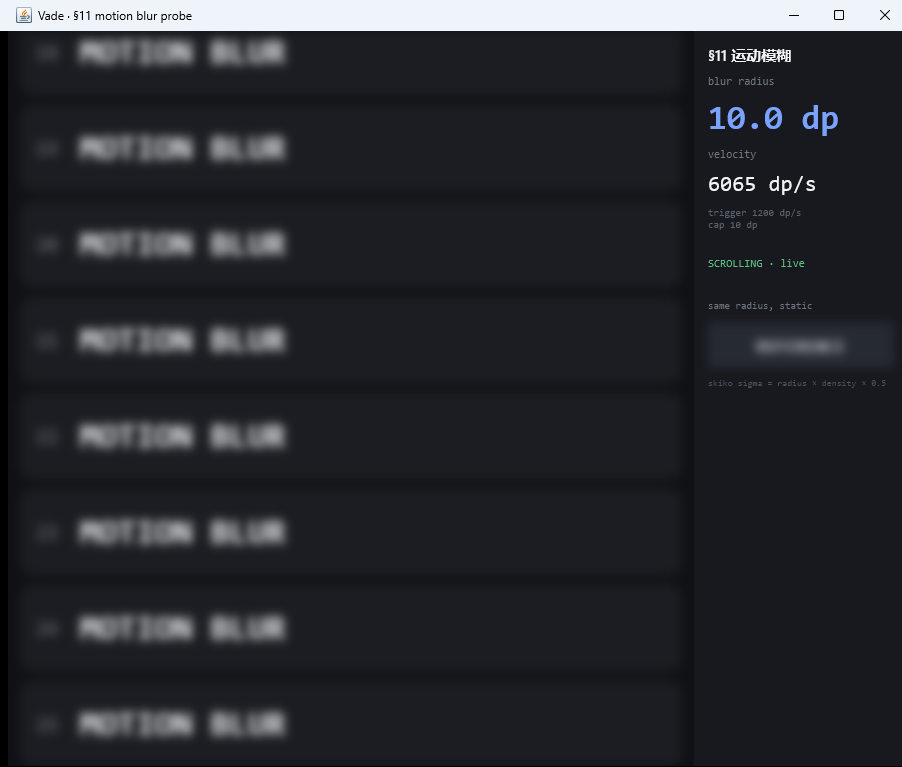 Vade · §11 motion blur probe
MOTION BLUR
MOTION BLUR
MOTION BLUR
MOTION BLUR
MOTION BLUR
MOTION BLUR
MOTION BLUR
MOTION BLUR
§11 运动模糊
blur radius
10.0 dp
velocity
6065 dp/s
trigger 1200 dp/s
cap 10 dp
SCROLLING · live
same radius, static
skiko sigma = radius × density × 0.5